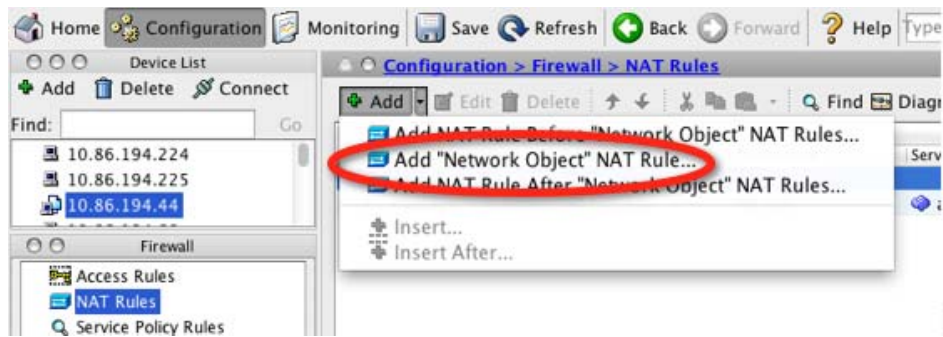 Home Configuration Monitoring Save Refresh Back Forward Help Type
Device List
Add Delete Connect
Find: Go
10.86.194.224
10.86.194.225
10.86.194.44
Firewall
Access Rules
NAT Rules
Service Policy Rules
Configuration > Firewall > NAT Rules
Add Edit Delete Find Diagr
Add NAT Rule Before "Network Object" NAT Rules...
Add "Network Object" NAT Rule...
Add NAT Rule After "Network Object" NAT Rules...
Insert...
Insert After...
Serv